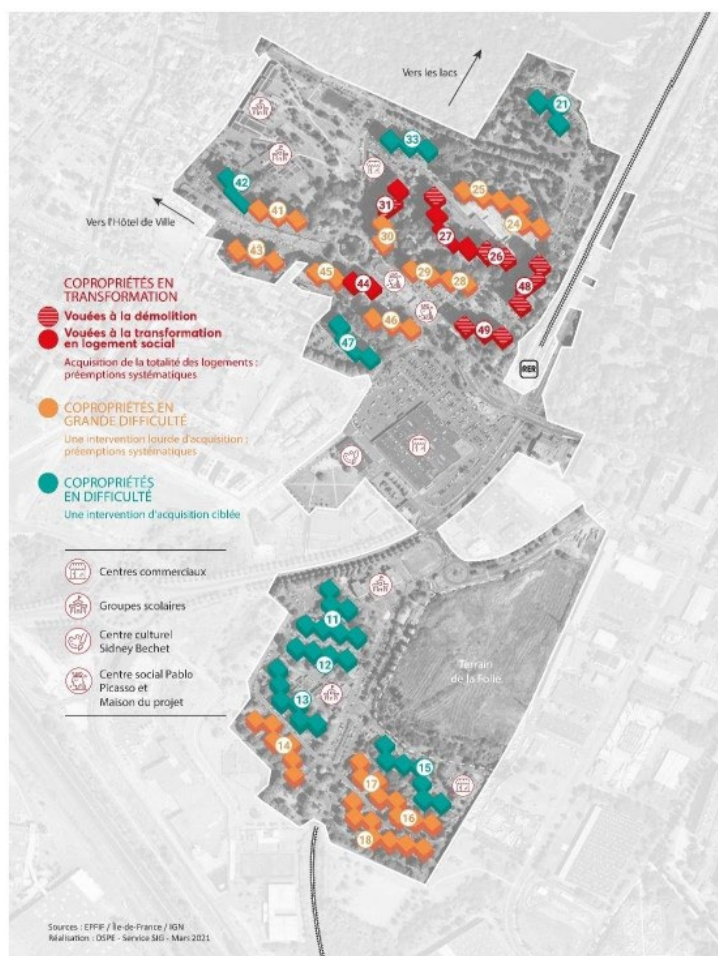 Vers les lacs
21
33
42
25
31
41
24
Vers l'Hôtel de Ville
30
27
43
26
45
29
28
44
48
46
49
47
RER
COPROPRIÉTÉS EN
TRANSFORMATION
Vouées à la démolition
Vouées à la transformation
en logement social
Acquisition de la totalité des logements :
préemptions systématiques
COPROPRIÉTÉS EN
GRANDE DIFFICULTÉ
Une intervention lourde d'acquisition :
préemptions systématiques
COPROPRIÉTÉS
EN DIFFICULTÉ
Une intervention d'acquisition ciblée
Centres commerciaux
Groupes scolaires
Centre culturel
Sidney Bechet
Centre social Pablo
Picasso et
Maison du projet
11
12
Terrain
de la Folie
13
14
15
17
16
18
Sources : EPFIF / Île-de-France / IGN
Réalisation : DSPE - Service SIG - Mars 2021